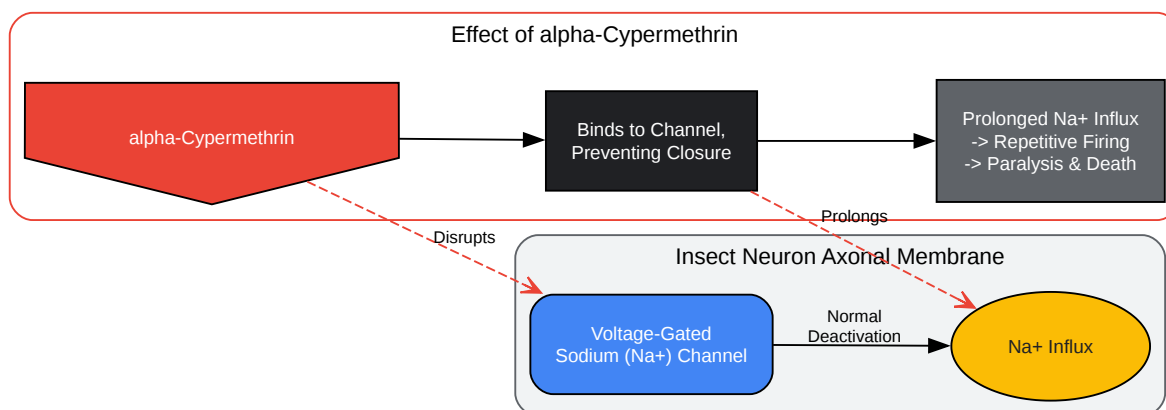 Effect of alpha-Cypermethrin
alpha-Cypermethrin
Binds to Channel,
Preventing Closure
Prolonged Na+ Influx
-> Repetitive Firing
-> Paralysis & Death
Disrupts
Prolongs
Insect Neuron Axonal Membrane
Voltage-Gated
Sodium (Na+) Channel
Normal
Deactivation
Na+ Influx